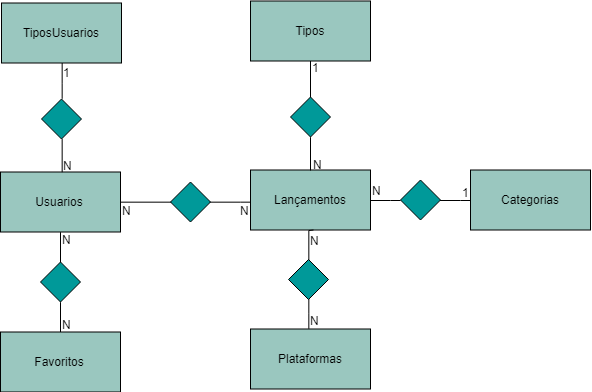 TiposUsuarios
Tipos
1
1
N
N
Usuarios
N
N
Lançamentos
N
1
Categorias
N
N
N
N
Favoritos
Plataformas